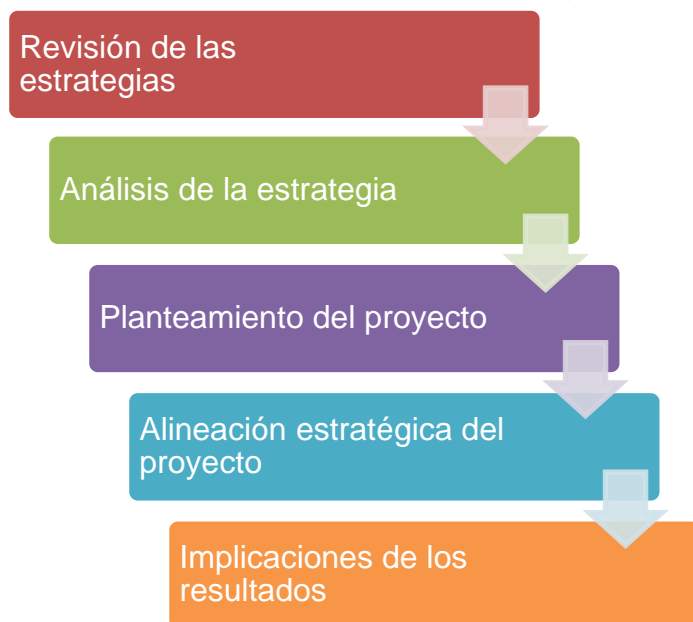 Revisión de las
estrategias
Análisis de la estrategia
Planteamiento del proyecto
Alineación estratégica del
proyecto
Implicaciones de los
resultados